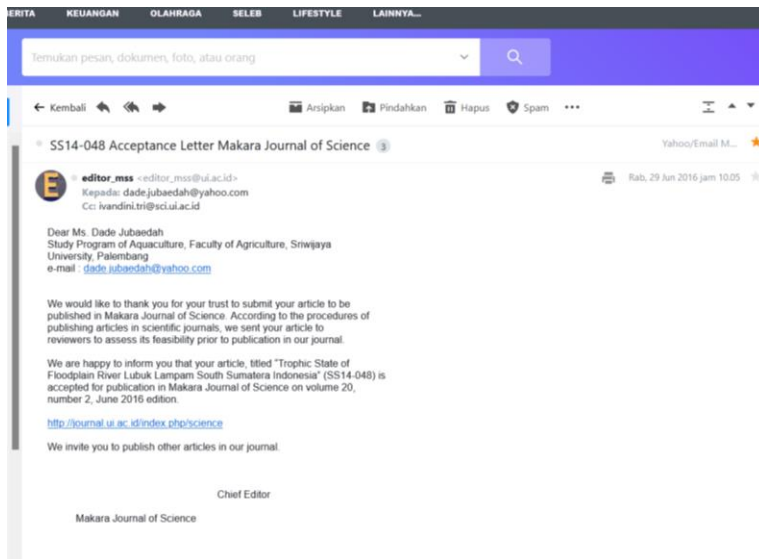 BERITA KEUANGAN OLAHRAGA SELEB LIFESTYLE LAINNYA...
Temukan pesan, dokumen, foto, atau orang
Kembali Arsipkan Pindahkan Hapus Spam
SS14-048 Acceptance Letter Makara Journal of Science 3 Yahoo/Email M...
E editor_mss <editor_mss@ui.ac.id> Rab, 29 Jun 2016 jam 10.05
Kepada: dade.jubaedah@yahoo.com
Cc: ivandini.tri@sci.ui.ac.id
Dear Ms. Dade Jubaedah
Study Program of Aquaculture, Faculty of Agriculture, Sriwijaya
University, Palembang
e-mail : dade.jubaedah@yahoo.com
We would like to thank you for your trust to submit your article to be
published in Makara Journal of Science. According to the procedures of
publishing articles in scientific journals, we sent your article to
reviewers to assess its feasibility prior to publication in our journal.
We are happy to inform you that your article, titled "Trophic State of
Floodplain River Lubuk Lampam South Sumatera Indonesia" (SS14-048) is
accepted for publication in Makara Journal of Science on volume 20,
number 2, June 2016 edition.
http://journal.ui.ac.id/index.php/science
We invite you to publish other articles in our journal.
Chief Editor
Makara Journal of Science